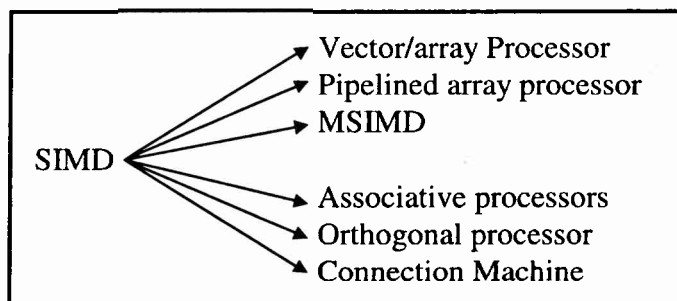 Vector/array Processor
Pipelined array processor
MSIMD
SIMD
Associative processors
Orthogonal processor
Connection Machine